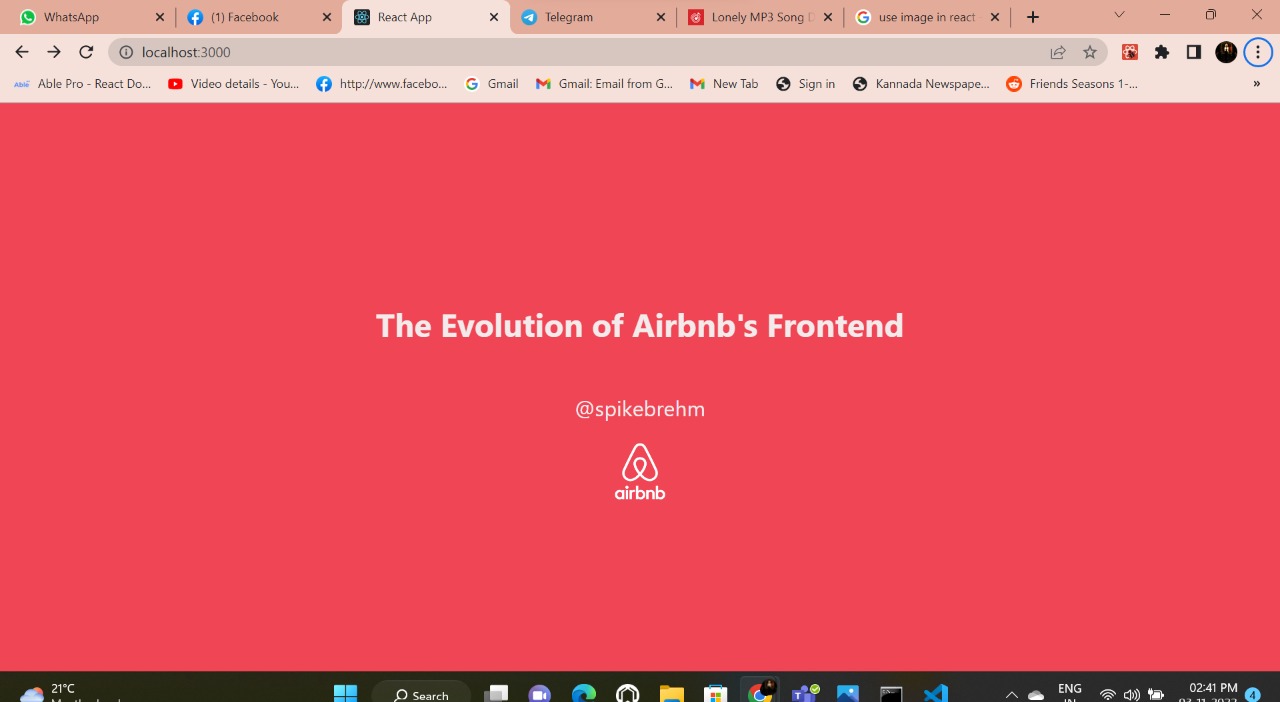 WhatsApp
(1) Facebook
React App
Telegram
Lonely MP3 Song
use image in react
localhost:3000
Able Pro - React Do...
Video details - You...
http://www.facebo...
Gmail
Gmail: Email from G...
New Tab
Sign in
Kannada Newspape...
Friends Seasons 1-...
»
The Evolution of Airbnb's Frontend
@spikebrehm
airbnb
21°C
Search
ENG
IN
02:41 PM
4